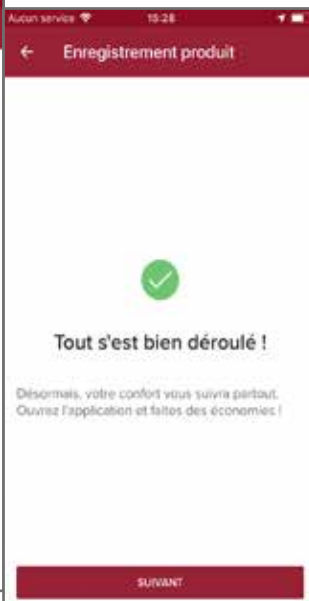 Aucun service 15:28
Enregistrement produit
Tout s'est bien déroulé !
Désormais, votre confort vous suivra partout.
Ouvrez l'application et faites des économies !
SUIVANT